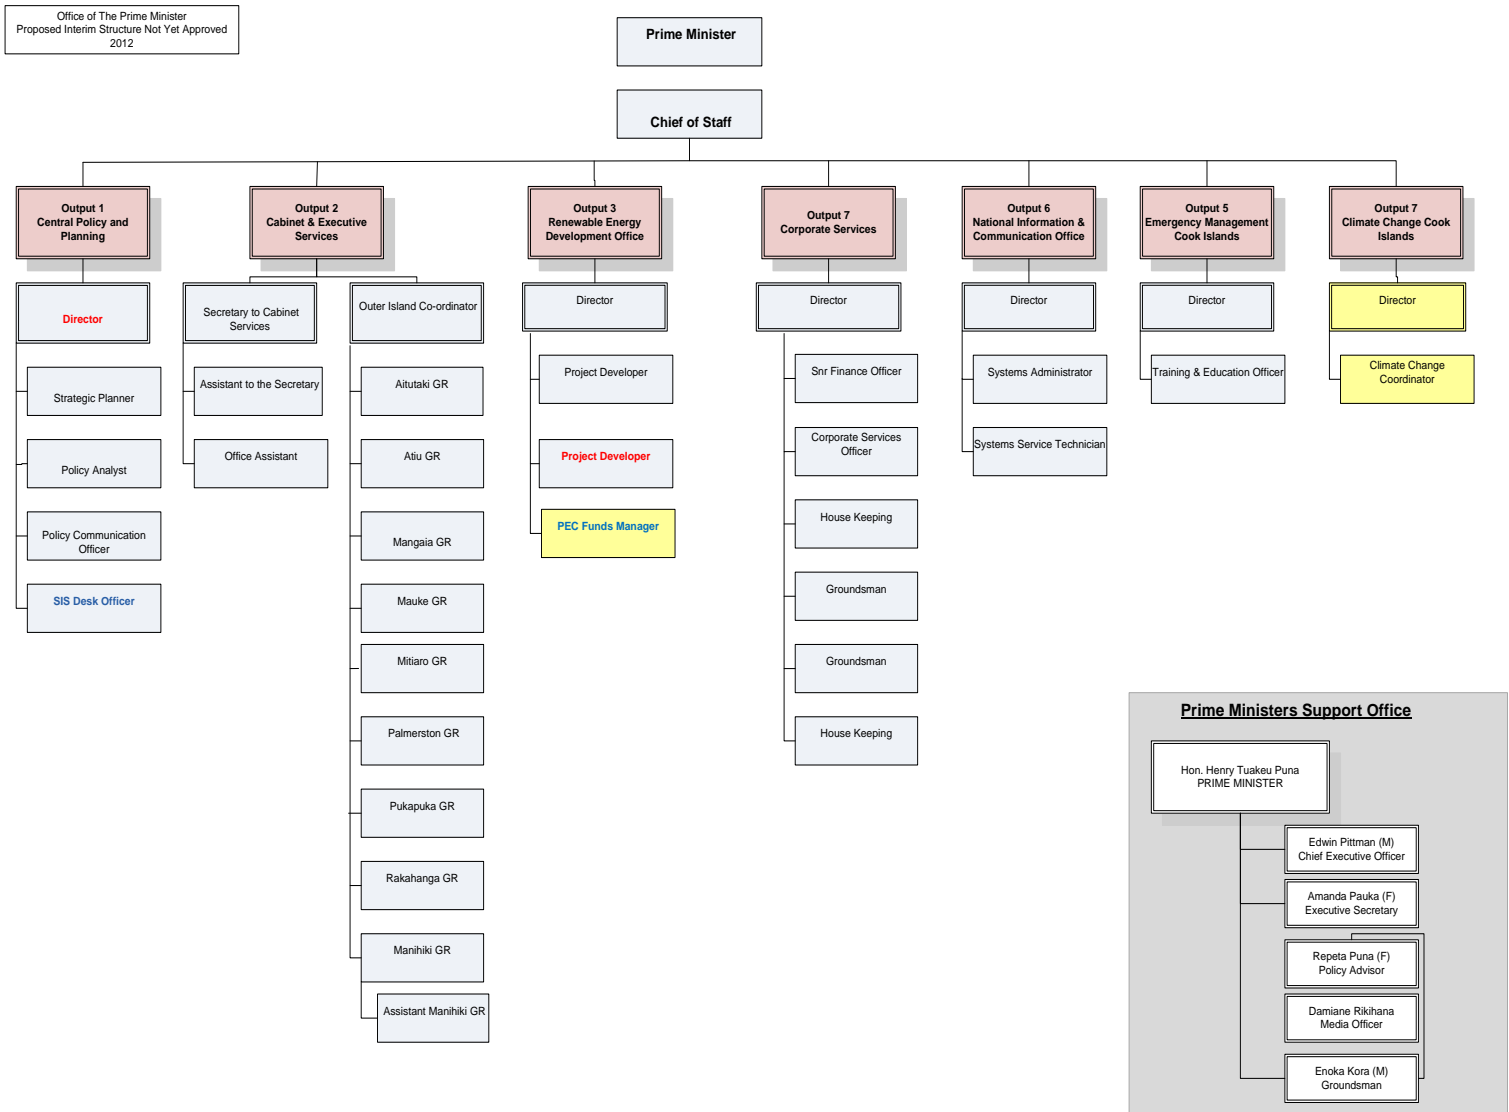 Office of The Prime Minister
Proposed Interim Structure Not Yet Approved
2012
Prime Minister
Chief of Staff
Output 1
Central Policy and
Planning
Director
Strategic Planner
Policy Analyst
Policy Communication
Officer
SIS Desk Officer
Output 2
Cabinet & Executive
Services
Secretary to Cabinet
Services
Assistant to the Secretary
Office Assistant
Outer Island Co-ordinator
Aitutaki GR
Atiu GR
Mangaia GR
Mauke GR
Mitiaro GR
Palmerston GR
Pukapuka GR
Rakahanga GR
Manihiki GR
Assistant Manihiki GR
Output 3
Renewable Energy
Development Office
Director
Project Developer
Project Developer
PEC Funds Manager
Output 7
Corporate Services
Director
Snr Finance Officer
Corporate Services
Officer
House Keeping
Groundsman
Groundsman
House Keeping
Output 6
National Information &
Communication Office
Director
Systems Administrator
Systems Service Technician
Output 5
Emergency Management
Cook Islands
Director
Training & Education Officer
Output 7
Climate Change Cook
Islands
Director
Climate Change
Coordinator
Prime Ministers Support Office
Hon. Henry Tuakeu Puna
PRIME MINISTER
Edwin Pittman (M)
Chief Executive Officer
Amanda Pauka (F)
Executive Secretary
Repeta Puna (F)
Policy Advisor
Damiane Rikihana
Media Officer
Enoka Kora (M)
Groundsman